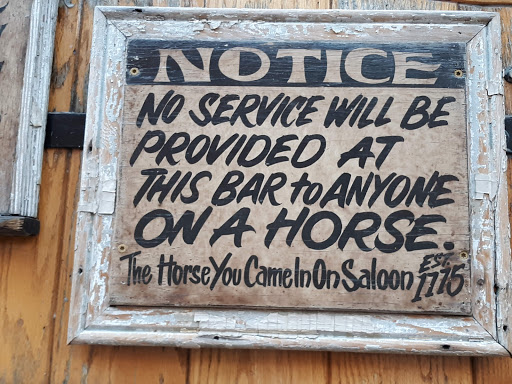 NOTICE
NO SERVICE WILL BE
PROVIDED AT
THIS BAR to ANYONE
ON A HORSE.
The Horse You Came In On Saloon EST. 1775